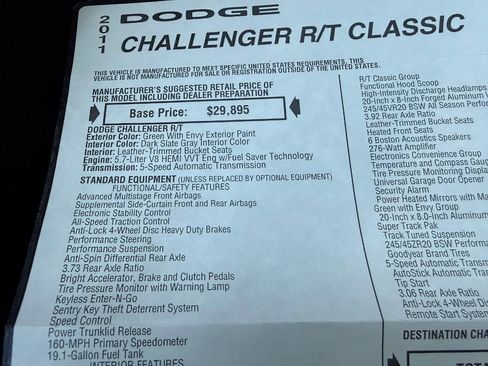 2011
DODGE
CHALLENGER R/T CLASSIC
THIS VEHICLE IS MANUFACTURED TO MEET SPECIFIC UNITED STATES REQUIREMENTS. THIS
VEHICLE IS NOT MANUFACTURED FOR SALE OR REGISTRATION OUTSIDE OF THE UNITED STATES.
MANUFACTURER'S SUGGESTED RETAIL PRICE OF
THIS MODEL INCLUDING DEALER PREPARATION
Base Price: $29,895
DODGE CHALLENGER R/T
Exterior Color: Green With Envy Exterior Paint
Interior Color: Dark Slate Gray Interior Color
Interior: Leather-Trimmed Bucket Seats
Engine: 5.7-Liter V8 HEMI VVT Eng w/Fuel Saver Technology
Transmission: 5-Speed Automatic Transmission
STANDARD EQUIPMENT (UNLESS REPLACED BY OPTIONAL EQUIPMENT)
FUNCTIONAL/SAFETY FEATURES
Advanced Multistage Front Airbags
Supplemental Side-Curtain Front and Rear Airbags
Electronic Stability Control
All-Speed Traction Control
Anti-Lock 4-Wheel Disc Heavy Duty Brakes
Performance Steering
Performance Suspension
Anti-Spin Differential Rear Axle
3.73 Rear Axle Ratio
Bright Accelerator, Brake and Clutch Pedals
Tire Pressure Monitor with Warning Lamp
Keyless Enter-N-Go
Sentry Key Theft Deterrent System
Speed Control
Power Trunklid Release
160-MPH Primary Speedometer
19.1-Gallon Fuel Tank
INTERIOR FEATURES
R/T Classic Group
Functional Hood Scoop
High-Intensity Discharge Headlamps
20-Inch x 8-Inch Forged Aluminum
245/45VR20 BSW All Season Perfor
3.92 Rear Axle Ratio
Leather-Trimmed Bucket Seats
Heated Front Seats
6 Boston Acoustics Speakers
276-Watt Amplifier
Electronics Convenience Group
Temperature and Compass Gauge
Tire Pressure Monitoring Display
Universal Garage Door Opener
Security Alarm
Power Heated Mirrors with Ma
Green with Envy Group
20-Inch x 8.0-Inch Aluminum
Super Track Pak
Track Tuned Suspension
245/45ZR20 BSW Performa
Goodyear Brand Tires
5-Speed Automatic Transm
AutoStick Automatic Tran
Tip Start
3.06 Rear Axle Ratio
Anti-Lock 4-Wheel Disc
Remote Start System
DESTINATION CHA